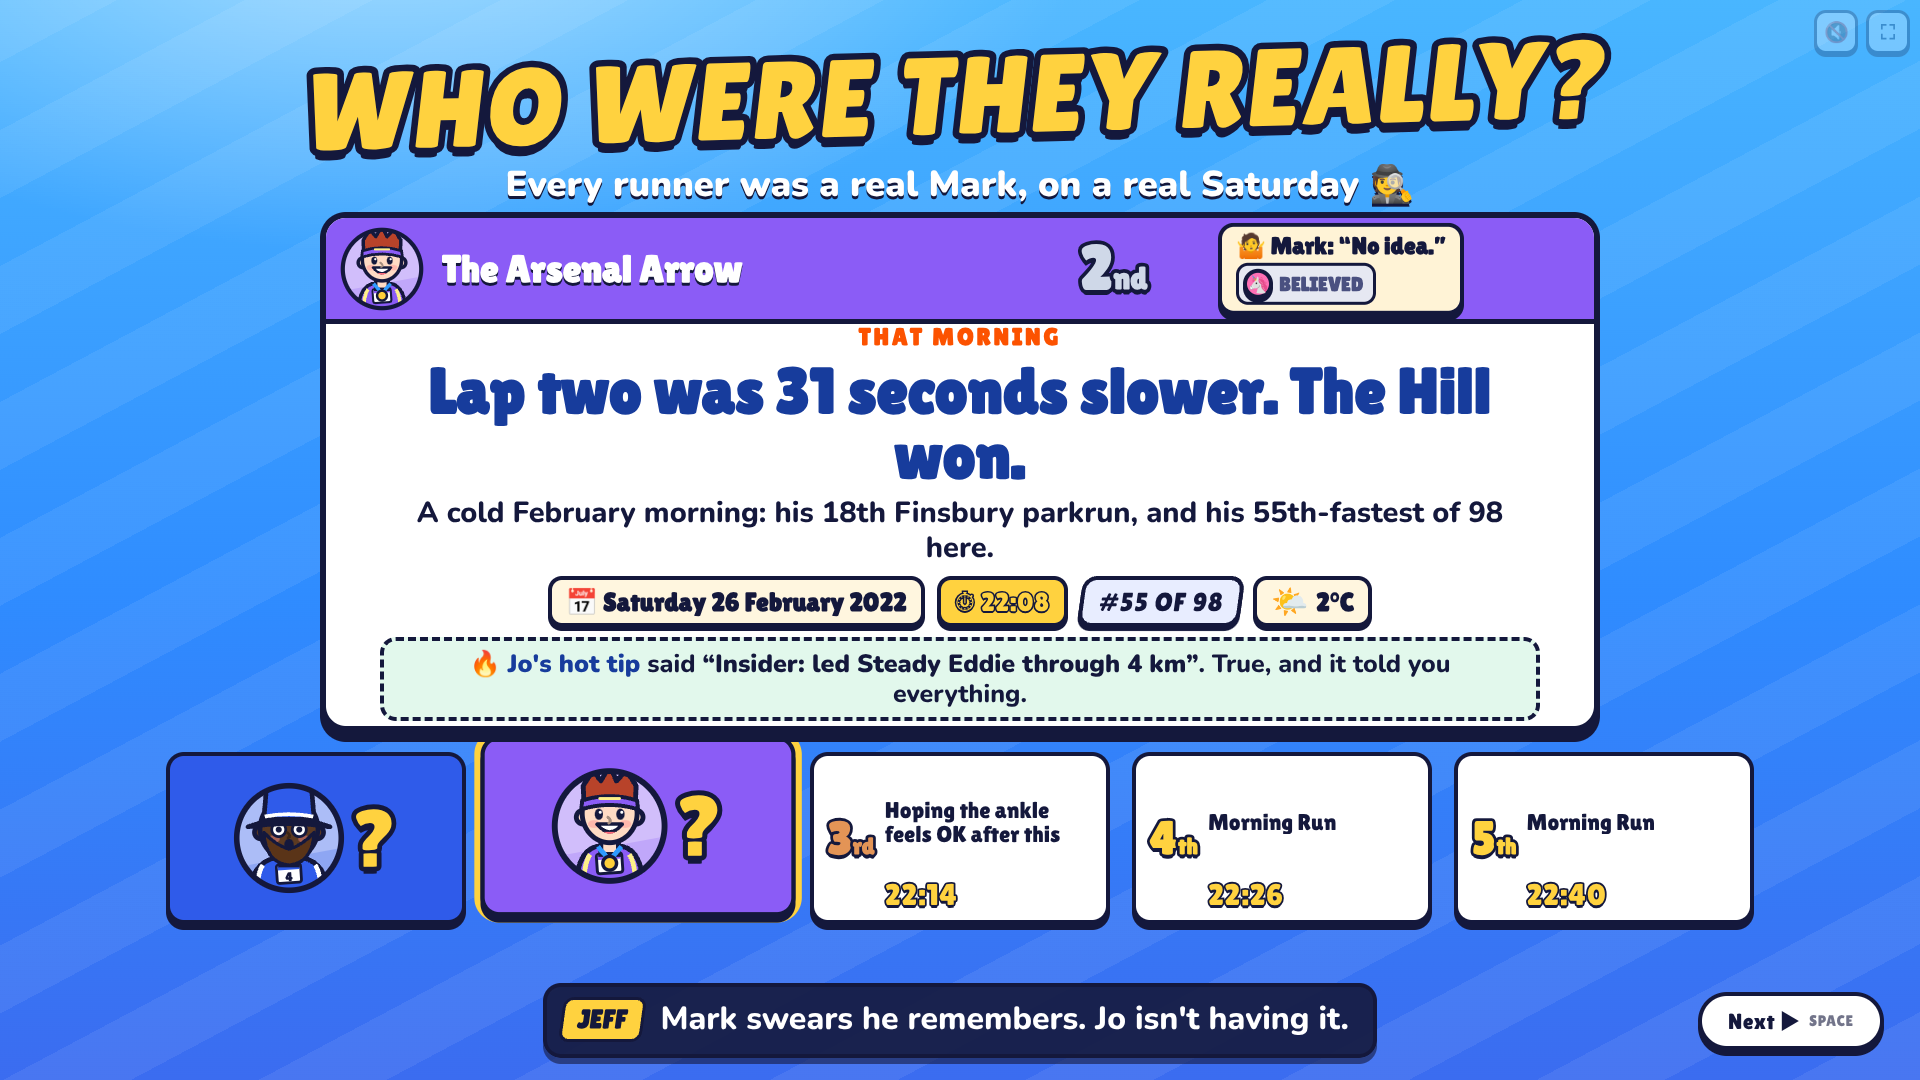 WHO WERE THEY REALLY?
Every runner was a real Mark, on a real Saturday
The Arsenal Arrow
2nd
Mark: “No idea.”
BELIEVED
THAT MORNING
Lap two was 31 seconds slower. The Hill
won.
A cold February morning: his 18th Finsbury parkrun, and his 55th-fastest of 98
here.
Saturday 26 February 2022
22:08
#55 OF 98
2°C
Jo's hot tip said “Insider: led Steady Eddie through 4 km”. True, and it told you
everything.
4
?
?
3rd
Hoping the ankle
feels OK after this
22:14
4th
Morning Run
22:26
5th
Morning Run
22:40
JEFF
Mark swears he remembers. Jo isn't having it.
Next
SPACE